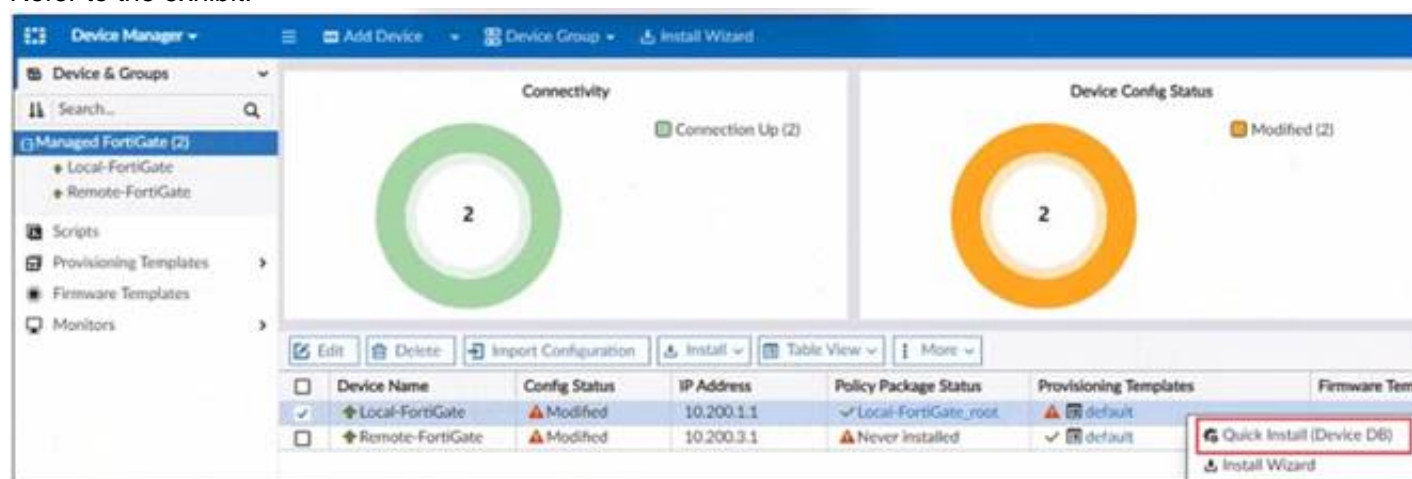 Refer to the exhibit.
Device Manager
Add Device
Device Group
Install Wizard
Device & Groups
Search...
Managed FortiGate (2)
Local-FortiGate
Remote-FortiGate
Scripts
Provisioning Templates
Firmware Templates
Monitors
Connectivity
Connection Up (2)
2
Device Config Status
Modified (2)
2
Edit Delete Import Configuration Install Table View More
Device Name Config Status IP Address Policy Package Status Provisioning Templates Firmware Tem
Local-FortiGate Modified 10.200.1.1 Local-FortiGate_root default
Remote-FortiGate Modified 10.200.3.1 Never installed default
Quick Install (Device DB)
Install Wizard